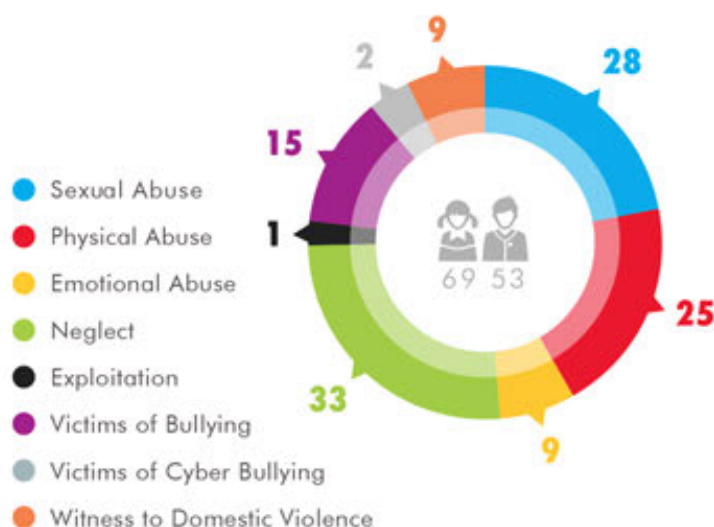 9
2
28
15
Sexual Abuse
Physical Abuse
1
Emotional Abuse
69 53
25
Neglect
Exploitation
33
Victims of Bullying
9
Victims of Cyber Bullying
Witness to Domestic Violence